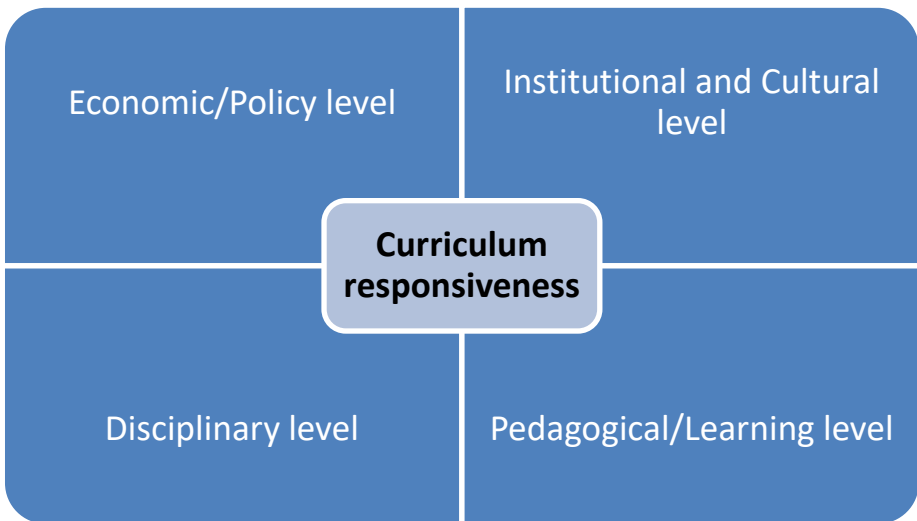 Economic/Policy level
Institutional and Cultural
level
Curriculum
responsiveness
Disciplinary level
Pedagogical/Learning level